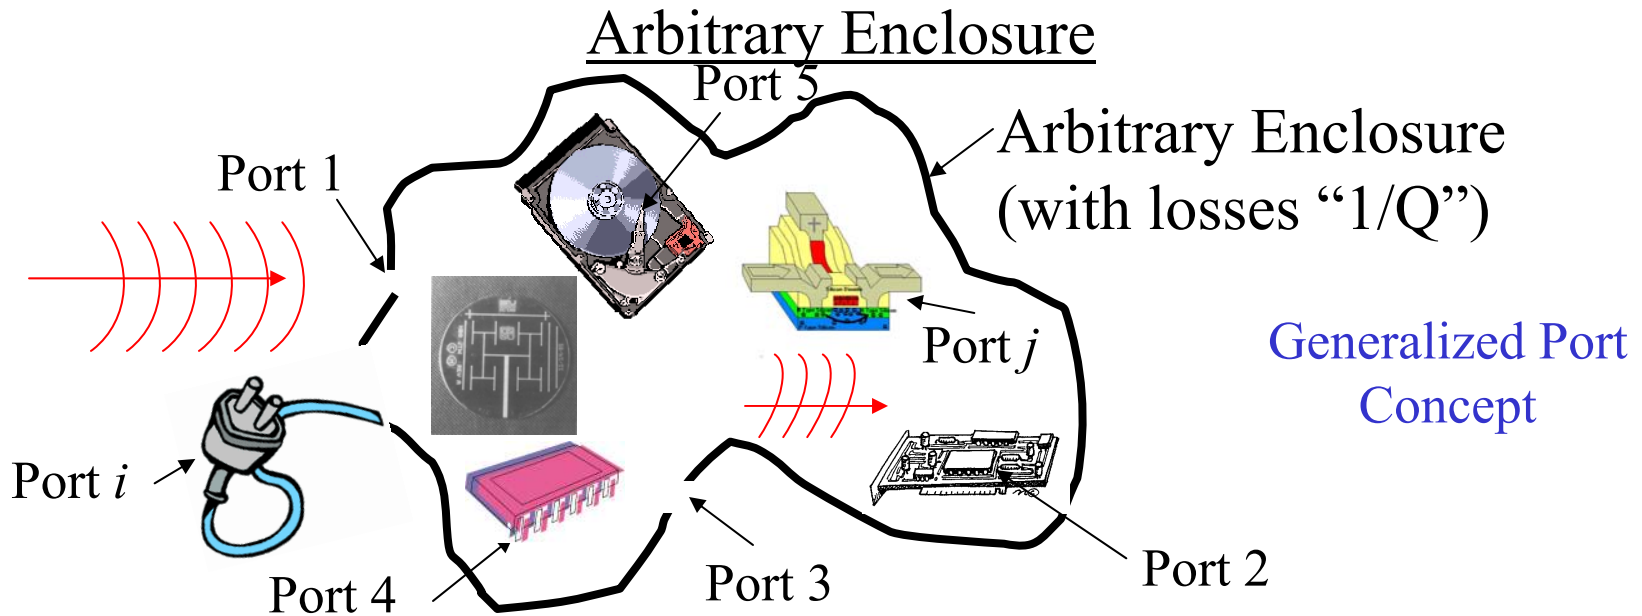 Arbitrary Enclosure
Port 5
Arbitrary Enclosure
(with losses “1/Q”)
Port 1
Port j
Generalized Port
Concept
Port i
Port 4
Port 3
Port 2